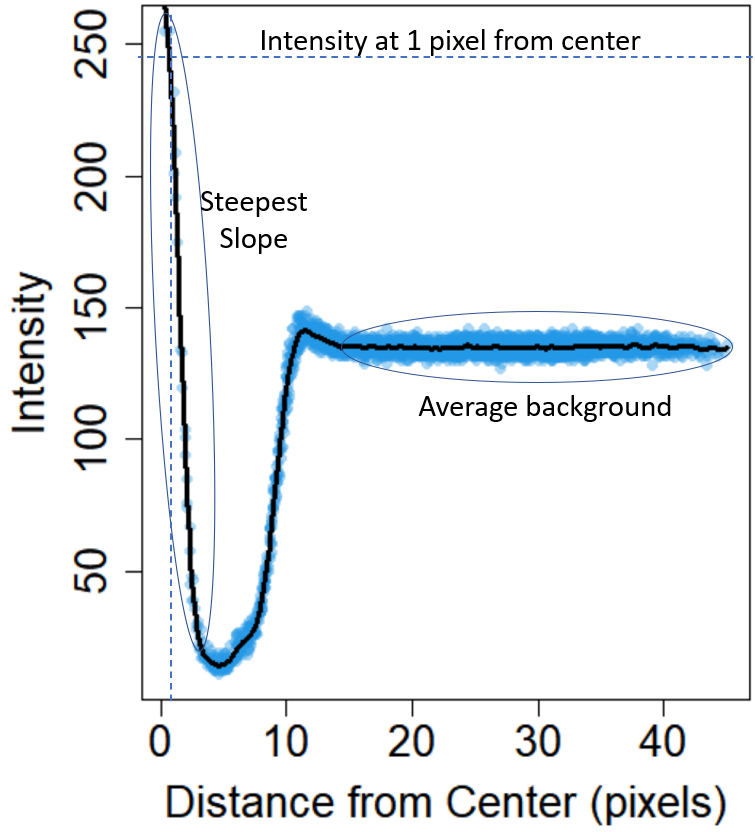 250
200
150
100
50
Intensity
Intensity at 1 pixel from center
Steepest
Slope
Average background
0 10 20 30 40
Distance from Center (pixels)